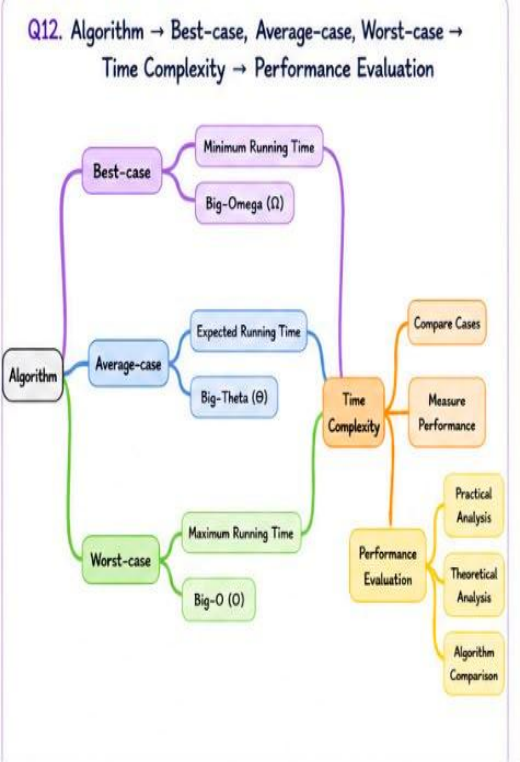 Q12. Algorithm → Best-case, Average-case, Worst-case →
Time Complexity → Performance Evaluation
Best-case
Minimum Running Time
Big-Omega (Ω)
Algorithm
Average-case
Expected Running Time
Big-Theta (Θ)
Worst-case
Maximum Running Time
Big-O (O)
Time
Complexity
Compare Cases
Measure
Performance
Performance
Evaluation
Practical
Analysis
Theoretical
Analysis
Algorithm
Comparison